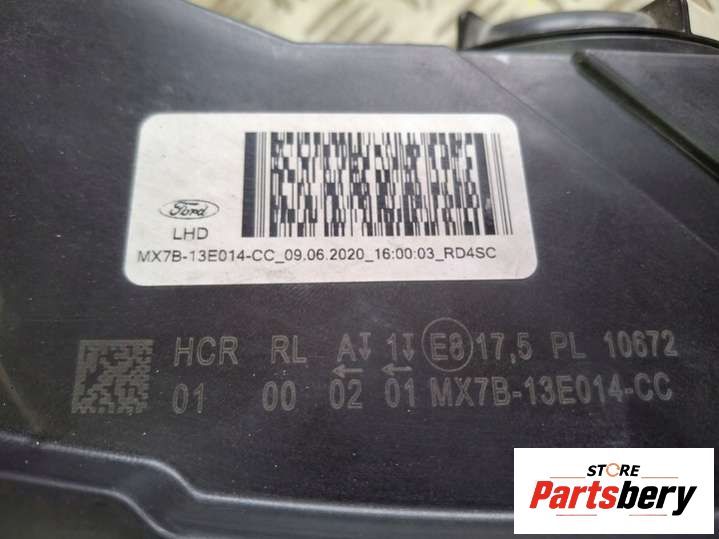 Ford
LHD
MX7B-13E014-CC_09.06.2020_16:00:03_RD4SC
HCR RL A 1 E8 17,5 PL 10672
01 00 02 01 MX7B-13E014-CC
STORE
Partsbery